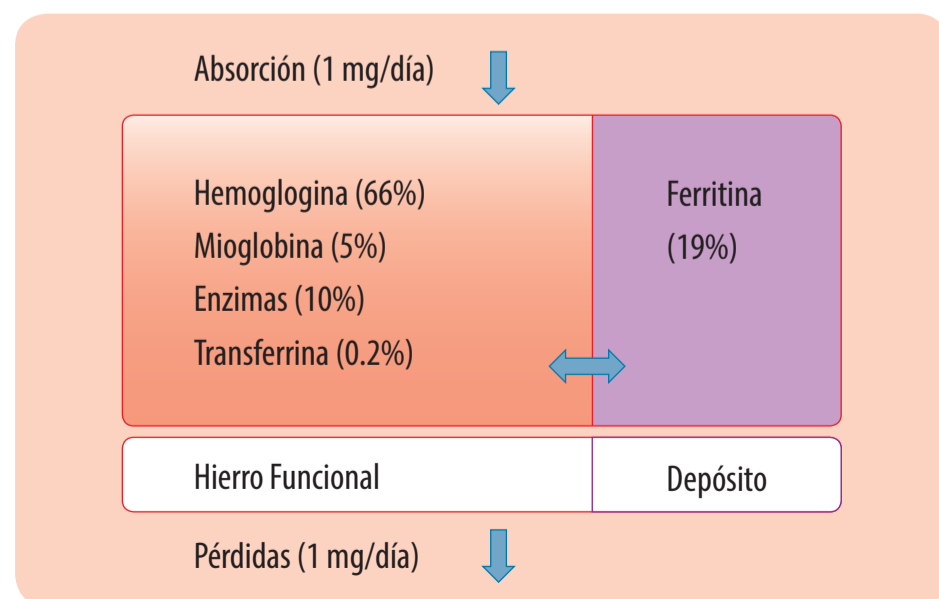 Absorción (1 mg/día)
Hemoglogina (66%)
Mioglobina (5%)
Enzimas (10%)
Transferrina (0.2%)
Ferritina
(19%)
Hierro Funcional
Depósito
Pérdidas (1 mg/día)